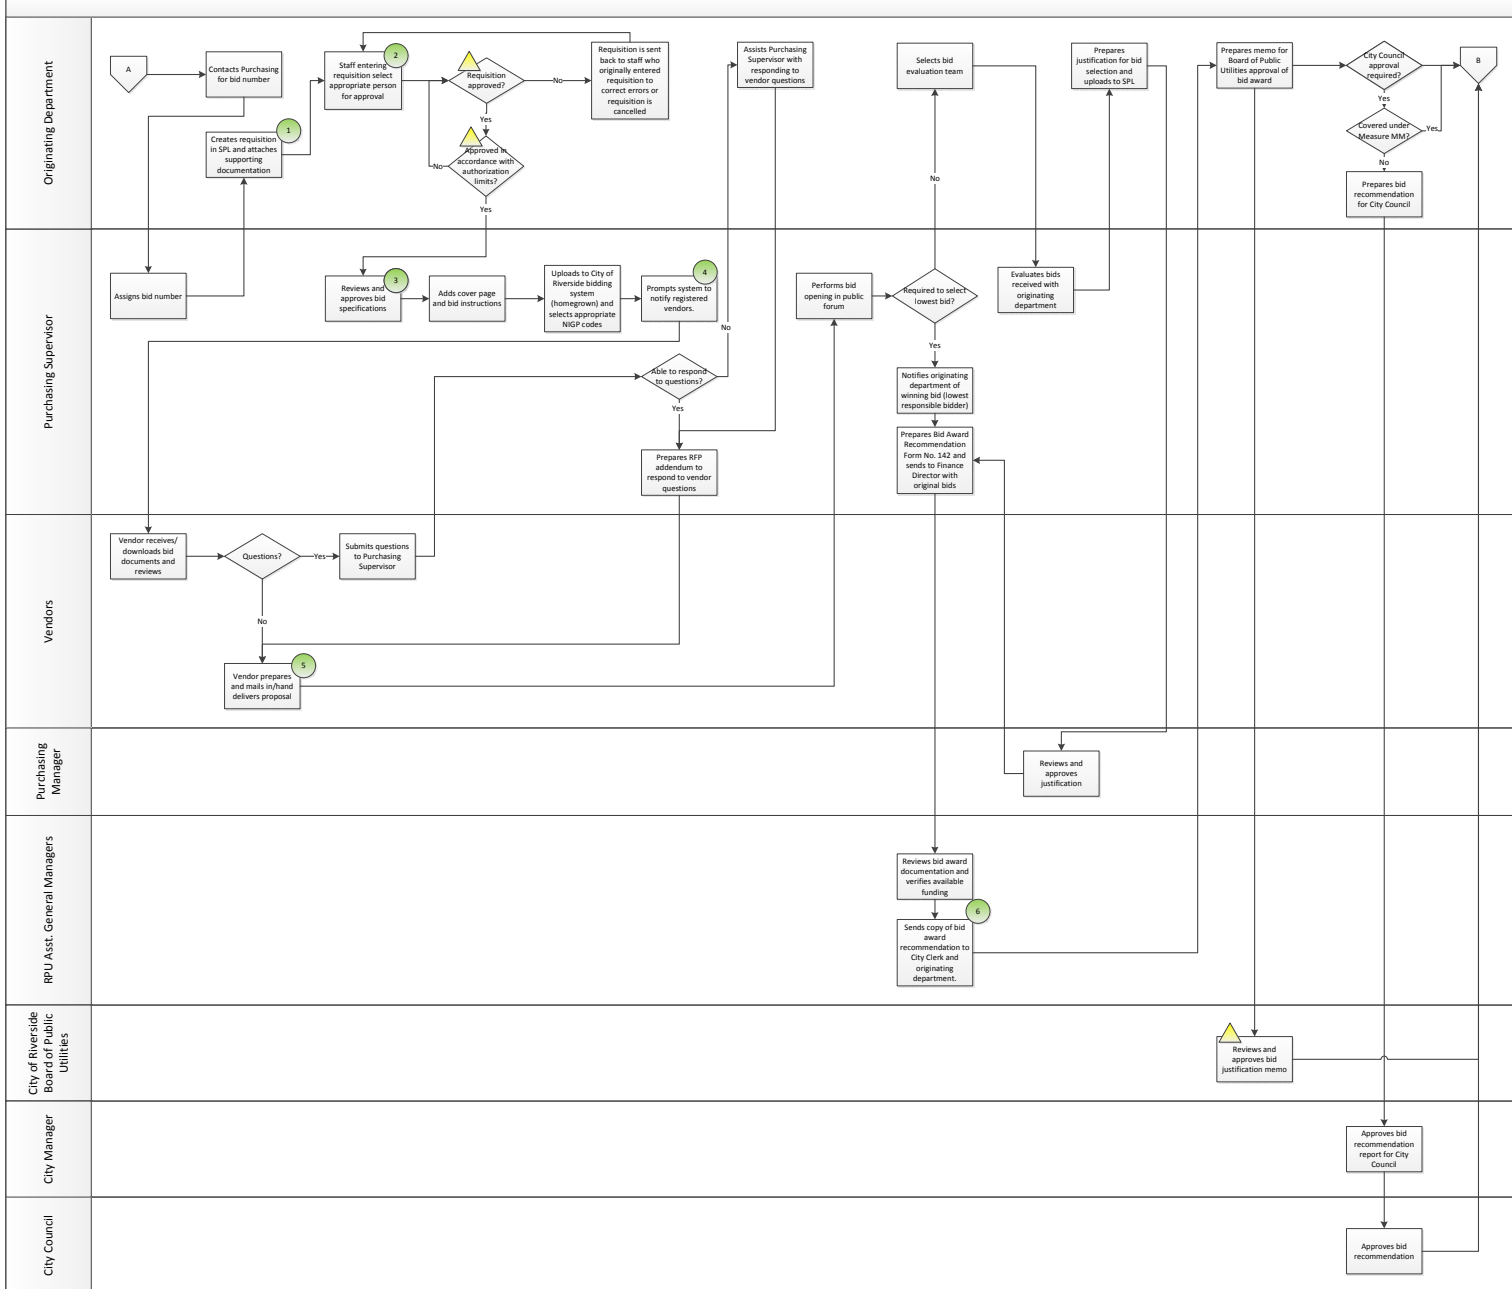 Originating Department
A
Contacts Purchasing
for bid number
1
Creates requisition
in SPL and attaches
supporting
documentation
2
Staff entering
requisition select
appropriate person
for approval
Requisition
approved?
No
Yes
Requisition is sent
back to staff who
originally entered
requisition to
correct errors or
requisition is
cancelled
Approved in
accordance with
authorization
limits?
No
Yes
Assists Purchasing
Supervisor with
responding to
vendor questions
Selects bid
evaluation team
No
Prepares
justification for bid
selection and
uploads to SPL
Prepares memo for
Board of Public
Utilities approval of
bid award
City Council
approval
required?
Yes
Covered under
Measure MM?
Yes
No
Prepares bid
recommendation
for City Council
B
Purchasing Supervisor
Assigns bid number
3
Reviews and
approves bid
specifications
Adds cover page
and bid instructions
Uploads to City of
Riverside bidding
system
(homegrown) and
selects appropriate
NIGP codes
4
Prompts system to
notify registered
vendors.
No
Able to respond
to questions?
Yes
Prepares RFP
addendum to
respond to vendor
questions
Performs bid
opening in public
forum
Required to select
lowest bid?
Yes
Notifies originating
department of
winning bid (lowest
responsible bidder)
Prepares Bid Award
Recommendation
Form No. 142 and
sends to Finance
Director with
original bids
Evaluates bids
received with
originating
department
Vendors
Vendor receives/
downloads bid
documents and
reviews
Questions?
Yes
Submits questions
to Purchasing
Supervisor
No
5
Vendor prepares
and mails in/hand
delivers proposal
Purchasing
Manager
Reviews and
approves
justification
RPU Asst. General Managers
Reviews bid award
documentation and
verifies available
funding
6
Sends copy of bid
award
recommendation to
City Clerk and
originating
department.
City of Riverside
Board of Public
Utilities
Reviews and
approves bid
justification memo
City Manager
Approves bid
recommendation
report for City
Council
City Council
Approves bid
recommendation